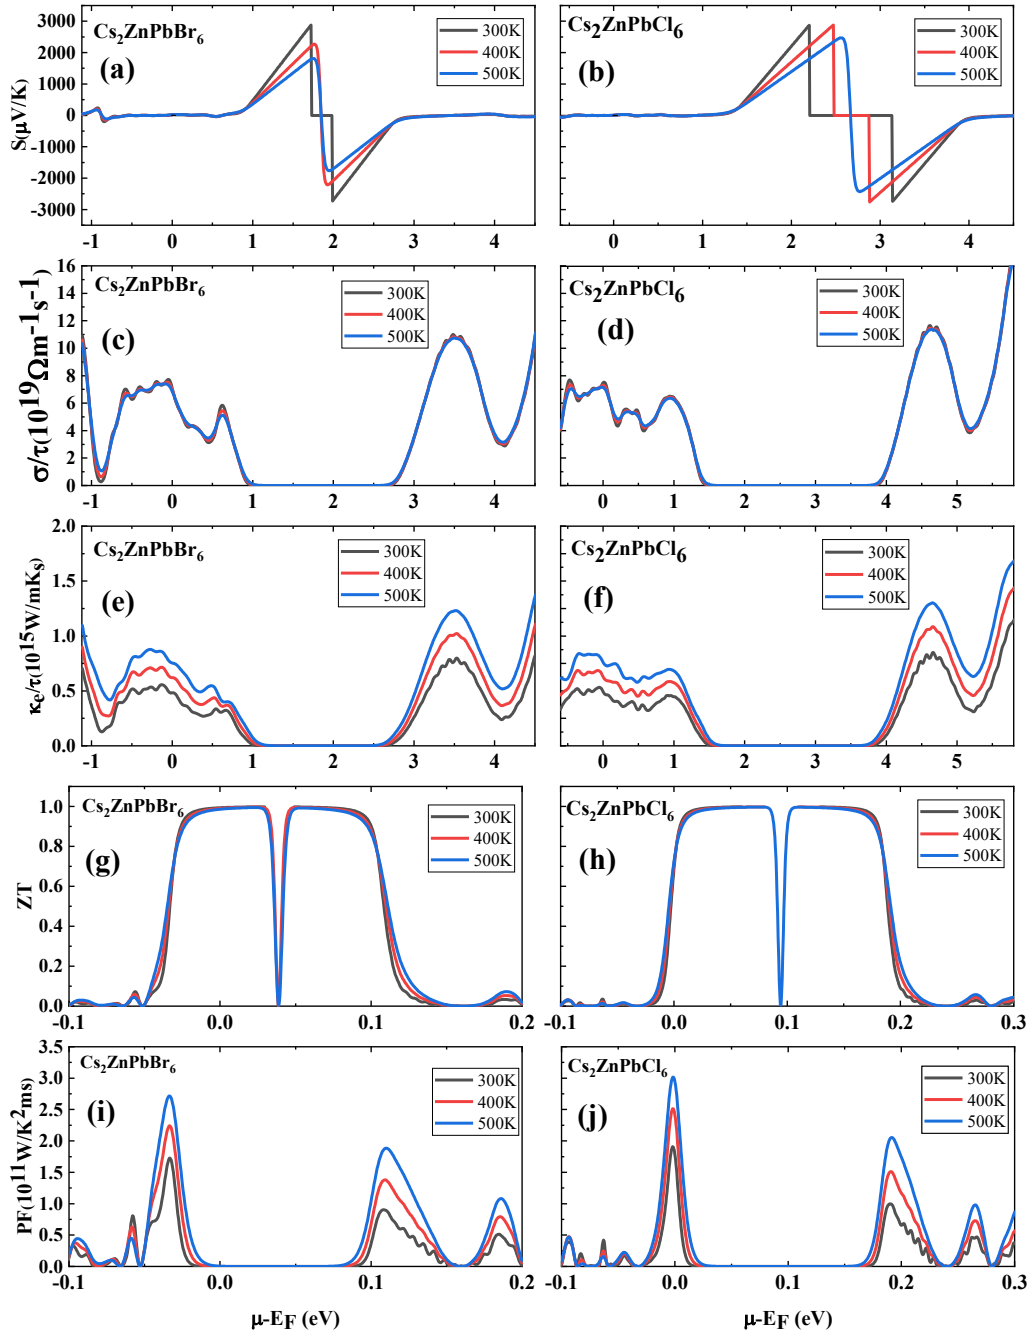 Cs2ZnPbBr6
(a)
300K
400K
500K
S(μV/K)
3000
2000
1000
0
-1000
-2000
-3000
-1 0 1 2 3 4
Cs2ZnPbCl6
(b)
300K
400K
500K
0 1 2 3 4
Cs2ZnPbBr6
(c)
300K
400K
500K
σ/τ(10^19Ωm-1s-1
16
14
12
10
8
6
4
2
0
-1 0 1 2 3 4
Cs2ZnPbCl6
(d)
300K
400K
500K
0 1 2 3 4 5
Cs2ZnPbBr6
(e)
300K
400K
500K
κe/τ(10^15W/mKs)
2.0
1.5
1.0
0.5
0.0
-1 0 1 2 3 4
Cs2ZnPbCl6
(f)
300K
400K
500K
0 1 2 3 4 5
Cs2ZnPbBr6
(g)
300K
400K
500K
ZT
1.0
0.8
0.6
0.4
0.2
0.0
-0.1 0.0 0.1 0.2
Cs2ZnPbCl6
(h)
300K
400K
500K
-0.1 0.0 0.1 0.2 0.3
Cs2ZnPbBr6
(i)
300K
400K
500K
PF(10^11W/K^2ms)
3.5
3.0
2.5
2.0
1.5
1.0
0.5
0.0
-0.1 0.0 0.1 0.2
μ-EF (eV)
Cs2ZnPbCl6
(j)
300K
400K
500K
-0.1 0.0 0.1 0.2 0.3
μ-EF (eV)